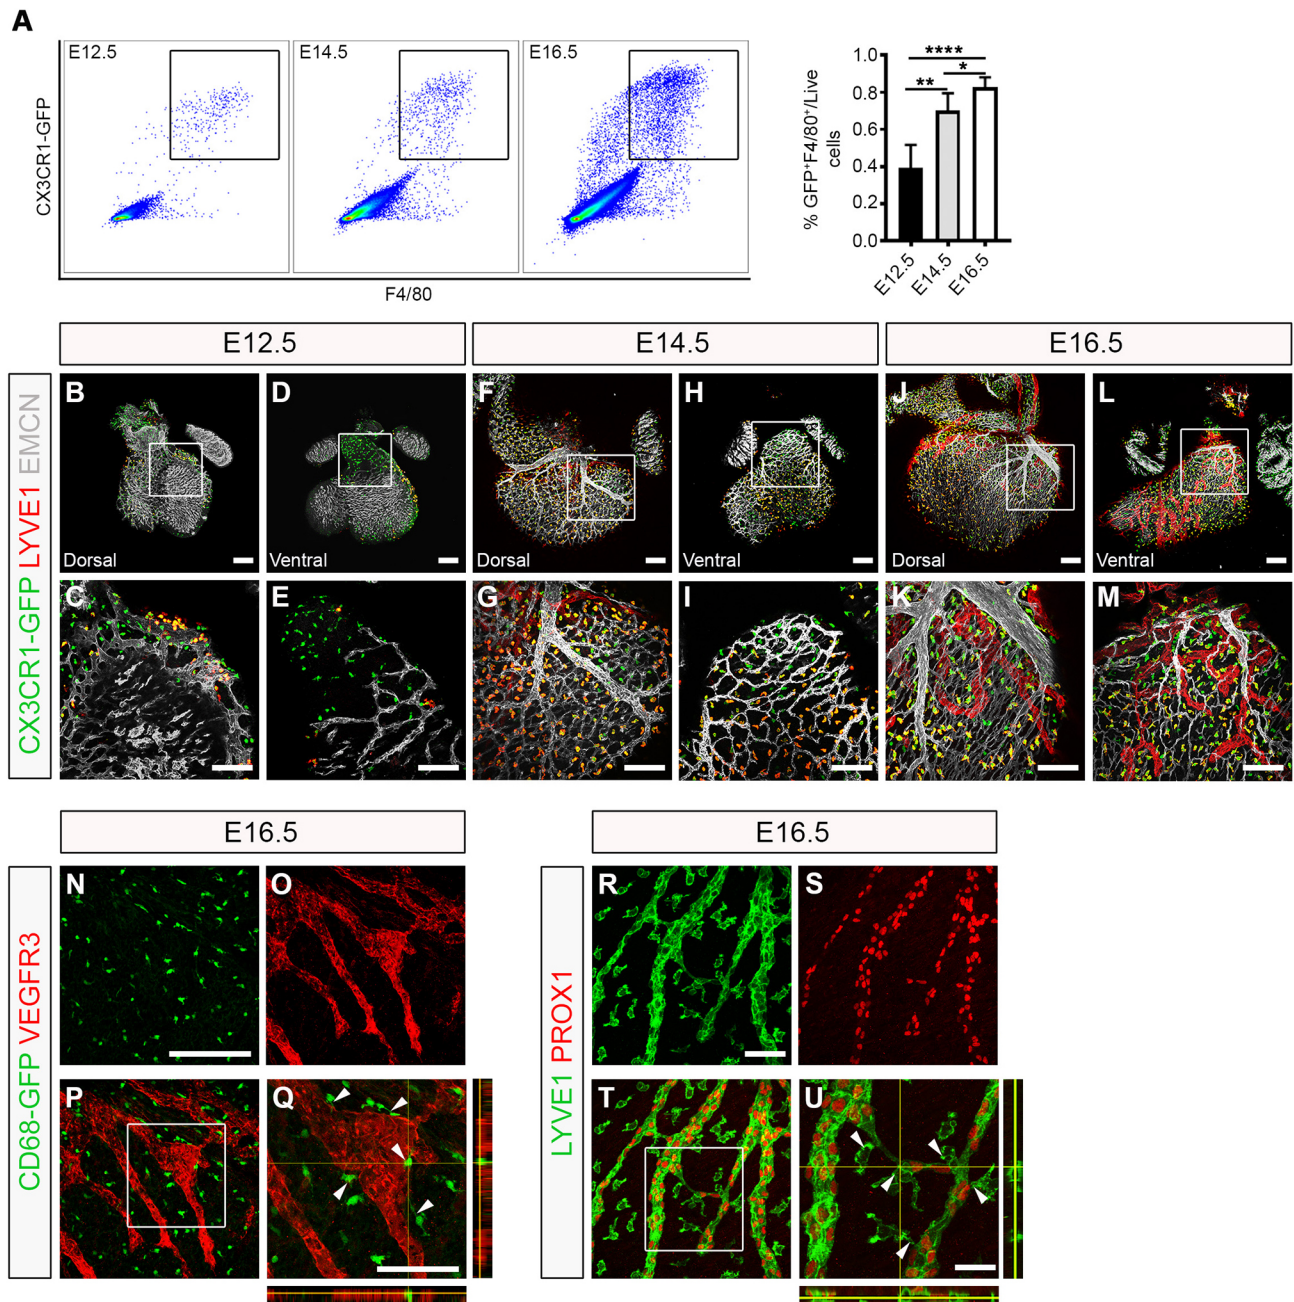 A
E12.5 E14.5 E16.5
CX3CR1-GFP
F4/80
% GFP⁺F4/80⁺/Live
cells
1.0
0.8
0.6
0.4
0.2
0.0
****
*
**
E12.5 E14.5 E16.5
E12.5 E14.5 E16.5
CX3CR1-GFP LYVE1 EMCN
B D F H J L
Dorsal Ventral Dorsal Ventral Dorsal Ventral
C E G I K M
E16.5
CD68-GFP VEGFR3
N O
P Q
E16.5
LYVE1 PROX1
R S
T U